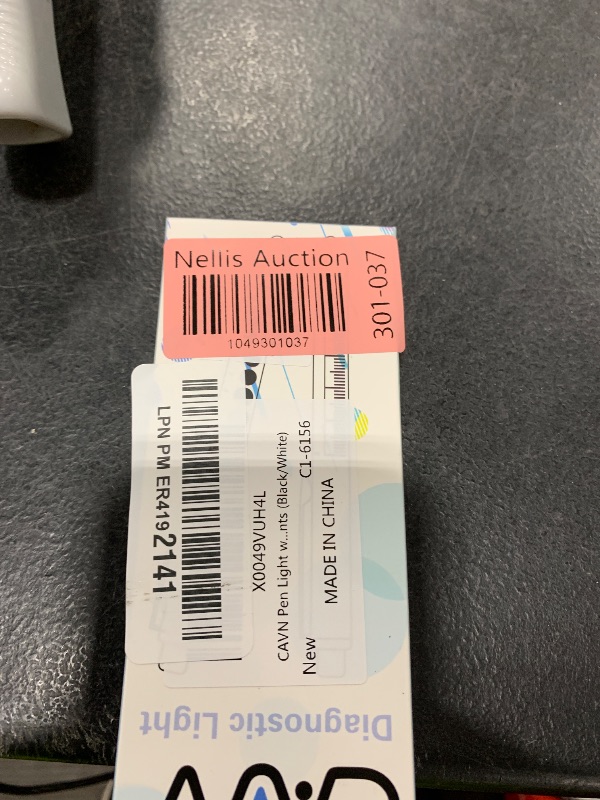 Nellis Auction
1049301037
301-037
LPN PM ER4192141
X0049VUH4L
CAVN Pen Light w...nts (Black/White)
New
C1-6156
MADE IN CHINA
Diagnostic Light